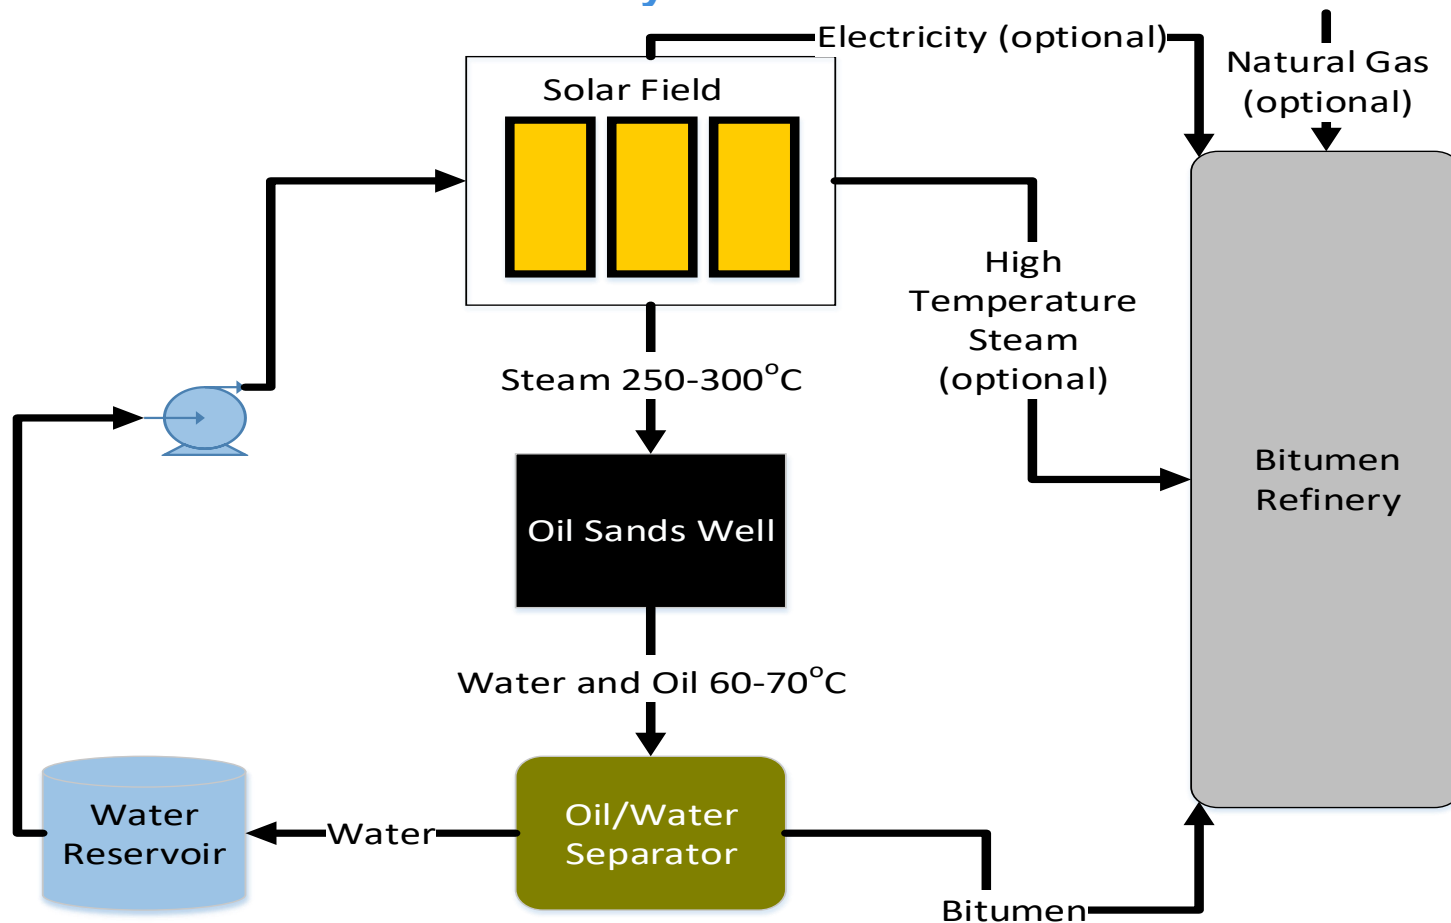 Electricity (optional)
Natural Gas
(optional)
Solar Field
High
Temperature
Steam
(optional)
Steam 250-300°C
Bitumen
Refinery
Oil Sands Well
Water and Oil 60-70°C
Water
Reservoir
Water
Oil/Water
Separator
Bitumen